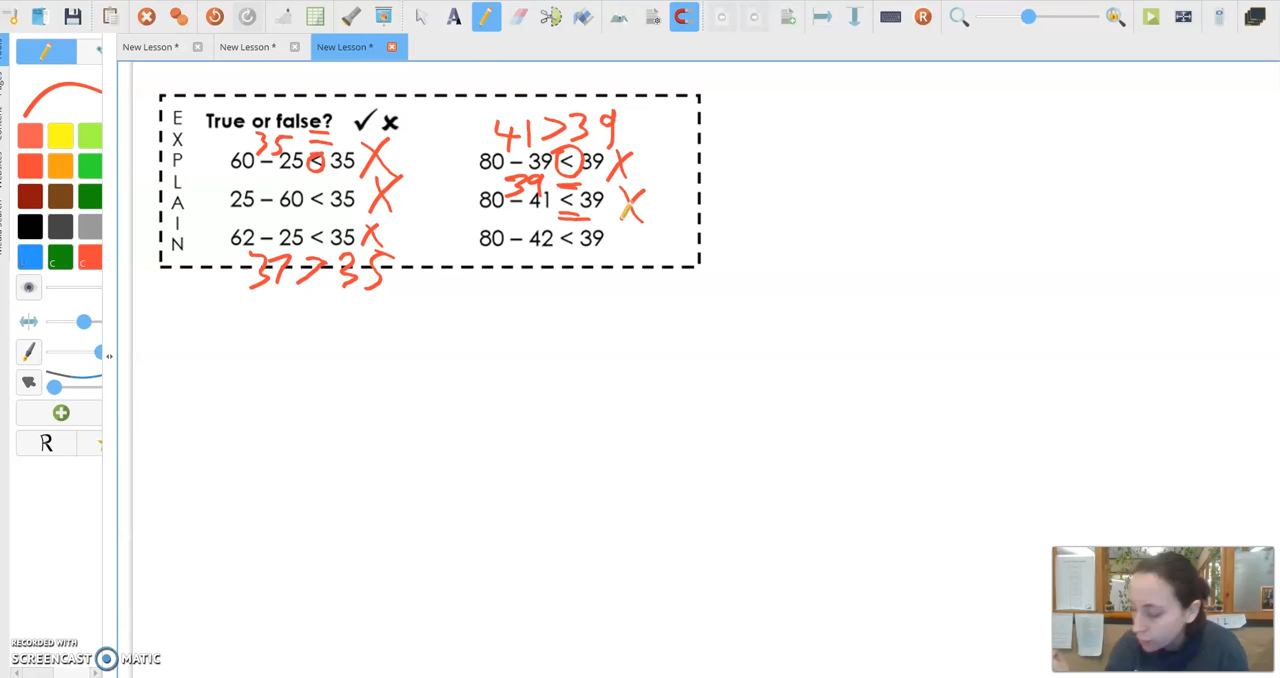 New Lesson *
New Lesson *
New Lesson *
EXPLAIN
True or false? ✓ ✗
35 =
60 – 25 < 35 X
25 – 60 < 35 X
62 – 25 < 35 X
37 > 35
41 > 39
80 – 39 < 39 X
39 =
80 – 41 < 39 X
=
80 – 42 < 39
A
R
C
C
R
RECORDED WITH
SCREENCAST MATIC